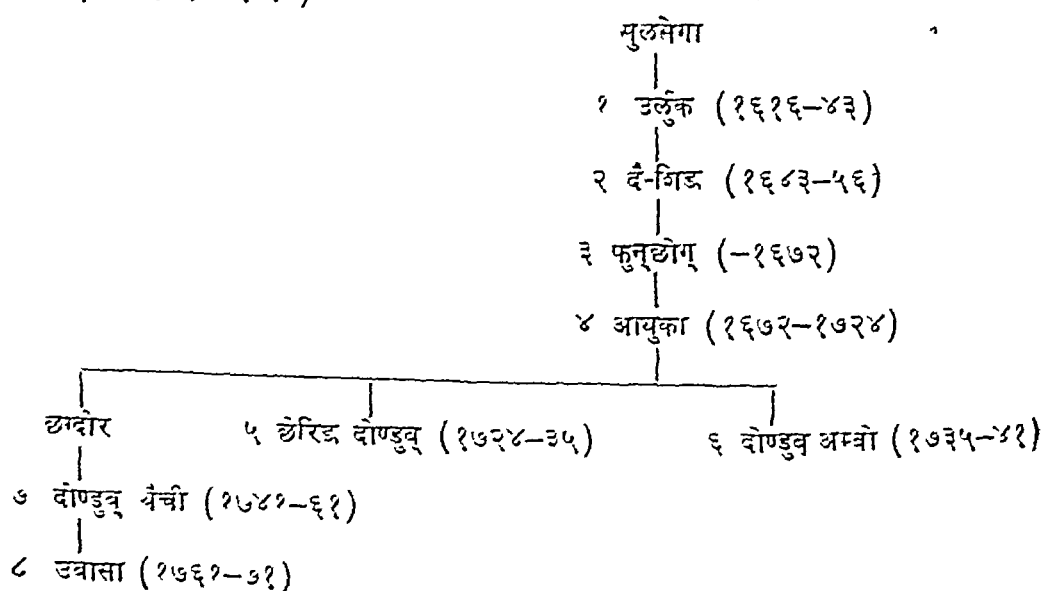 सुलसेगा
१ उर्लुक (१६१६–४३)
२ दै-शिङ (१६४३–५६)
३ फुन्छोग् (–१६७२)
४ आयुका (१६७२–१७२४)
छग्दोर ५ छेरिङ दोण्डुब् (१७२४–३५) ६ दोण्डुब अम्बो (१७३५–४१)
७ दोण्डुब् थैची (१७४१–६१)
८ उबासा (१७६१–७१)